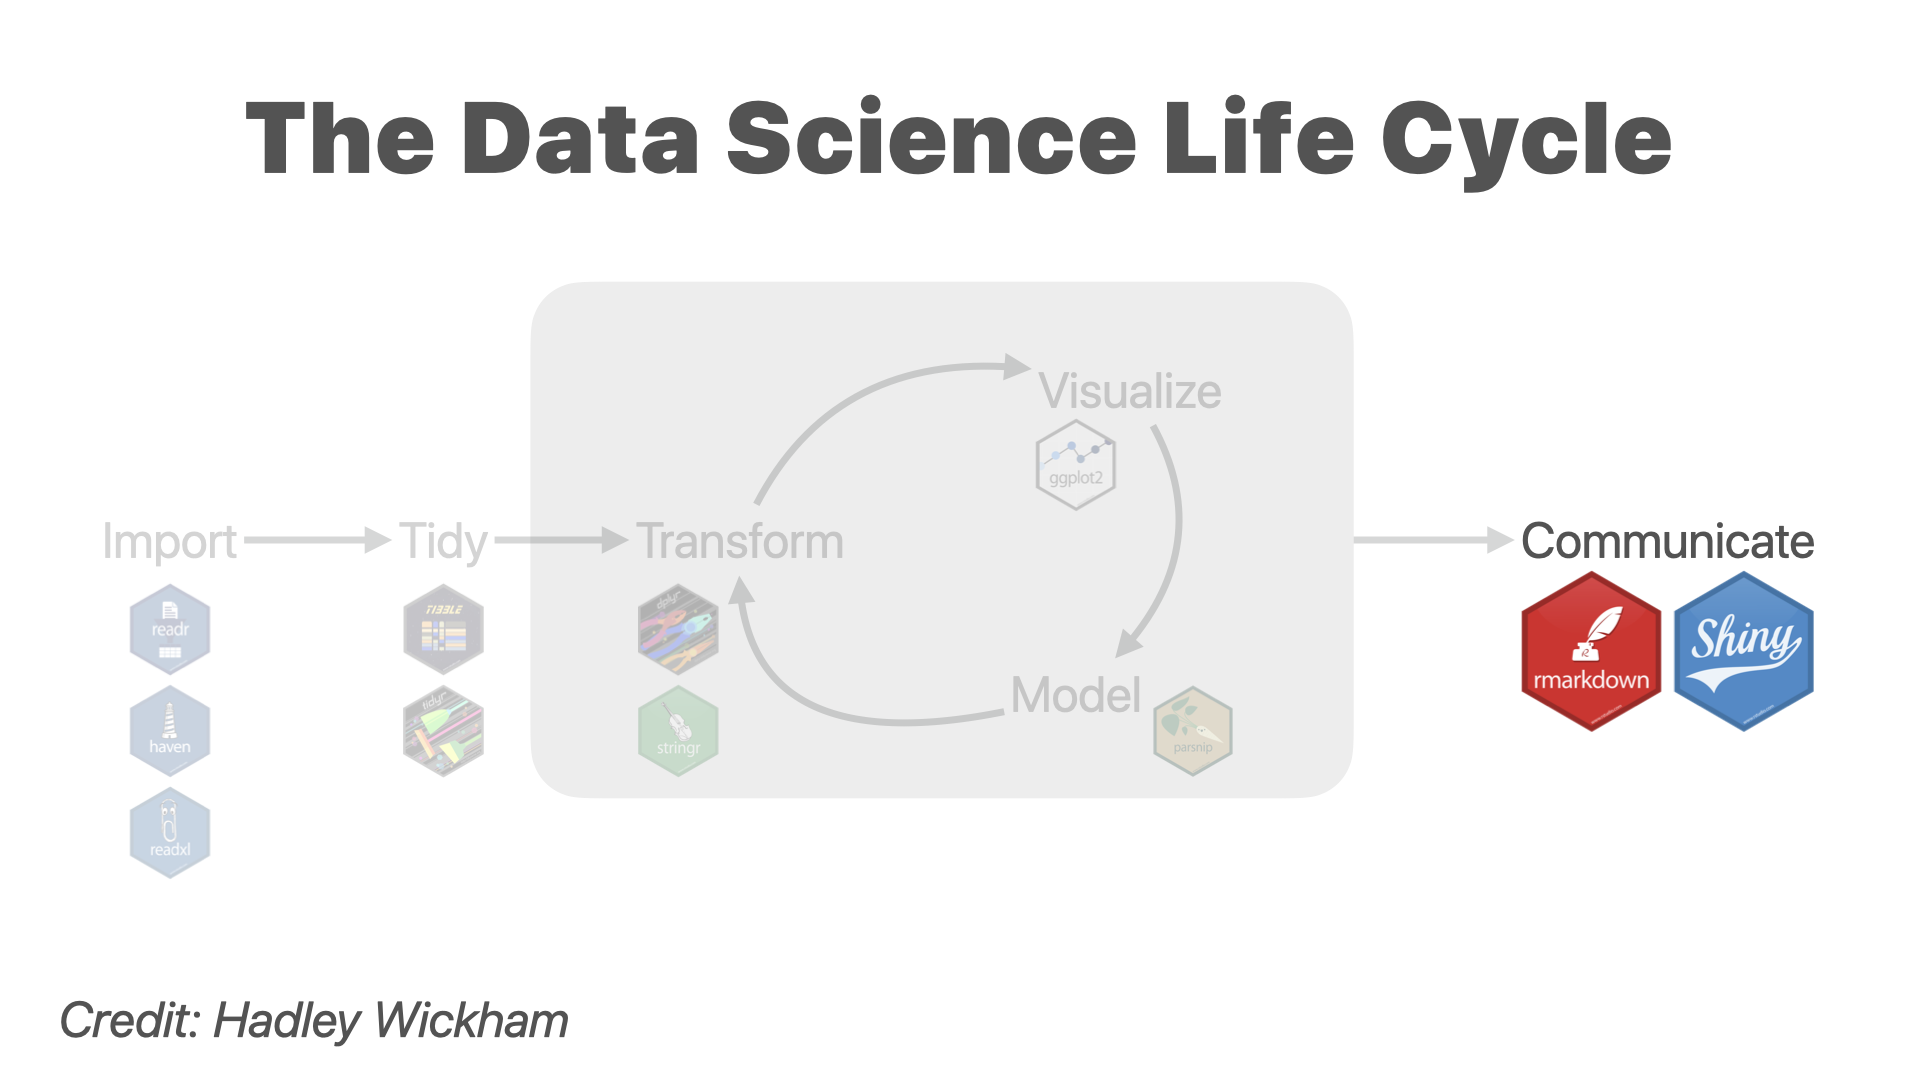 The Data Science Life Cycle
Import
readr
haven
readxl
Tidy
TIBBLE
tidyr
Transform
dplyr
stringr
Visualize
ggplot2
Model
parsnip
Communicate
rmarkdown
Shiny
Credit: Hadley Wickham